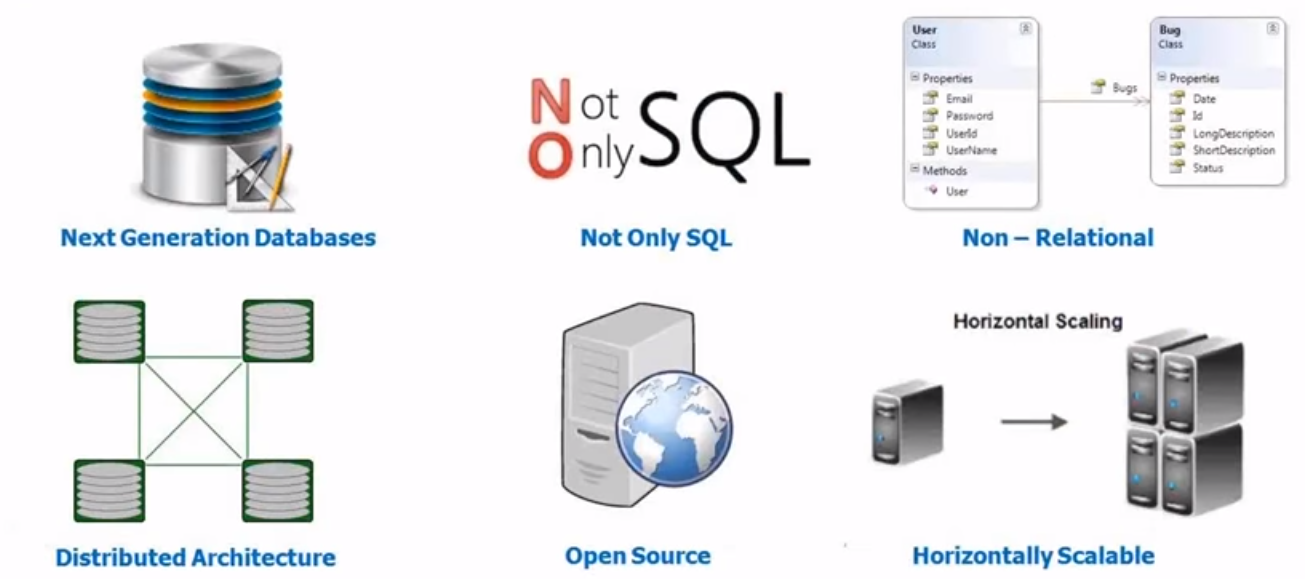 Not Only SQL
User
Class
Properties
Email
Password
UserId
UserName
Methods
User
Bugs
Bug
Class
Properties
Date
Id
LongDescription
ShortDescription
Status
Next Generation Databases
Not Only SQL
Non – Relational
Horizontal Scaling
Distributed Architecture
Open Source
Horizontally Scalable